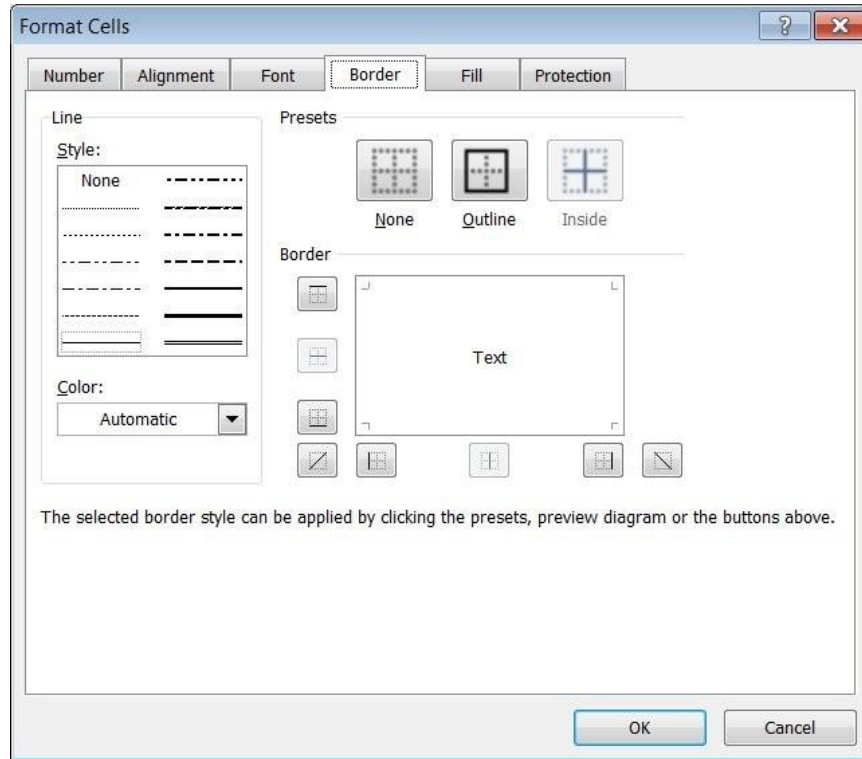 Format Cells
Number Alignment Font Border Fill Protection
Line
Style:
None
Color:
Automatic
Presets
None Outline Inside
Border
Text
The selected border style can be applied by clicking the presets, preview diagram or the buttons above.
OK Cancel